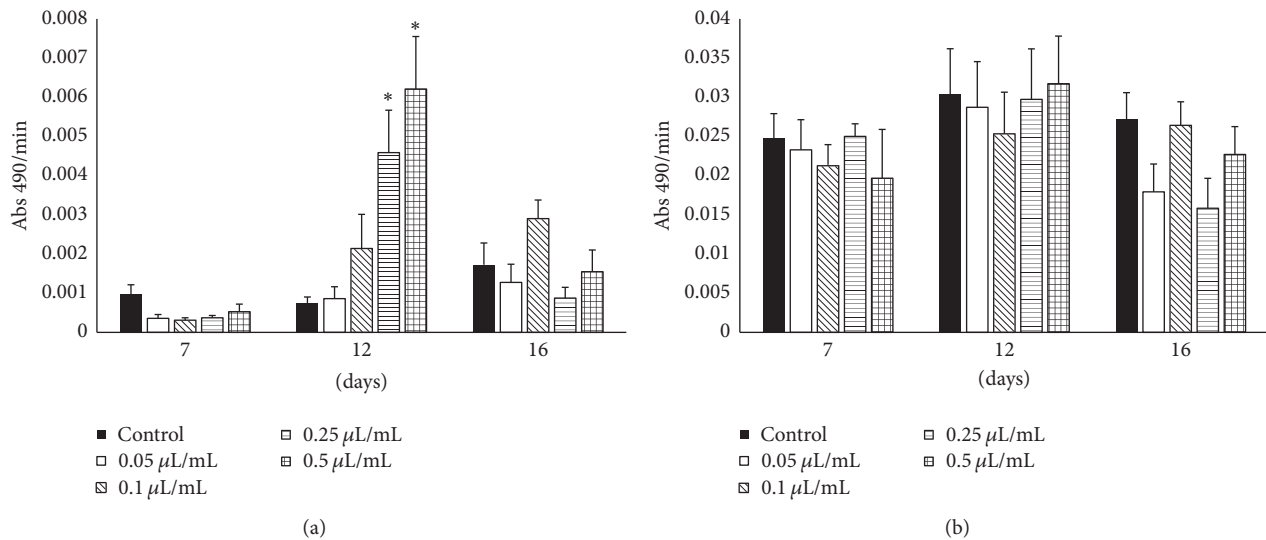 0.008
0.007
0.006
0.005
0.004
0.003
0.002
0.001
0
Abs 490/min
*
*
7 12 16
(days)
Control
0.05 μL/mL
0.1 μL/mL
0.25 μL/mL
0.5 μL/mL
(a)
0.04
0.035
0.03
0.025
0.02
0.015
0.01
0.005
0
Abs 490/min
7 12 16
(days)
Control
0.05 μL/mL
0.1 μL/mL
0.25 μL/mL
0.5 μL/mL
(b)